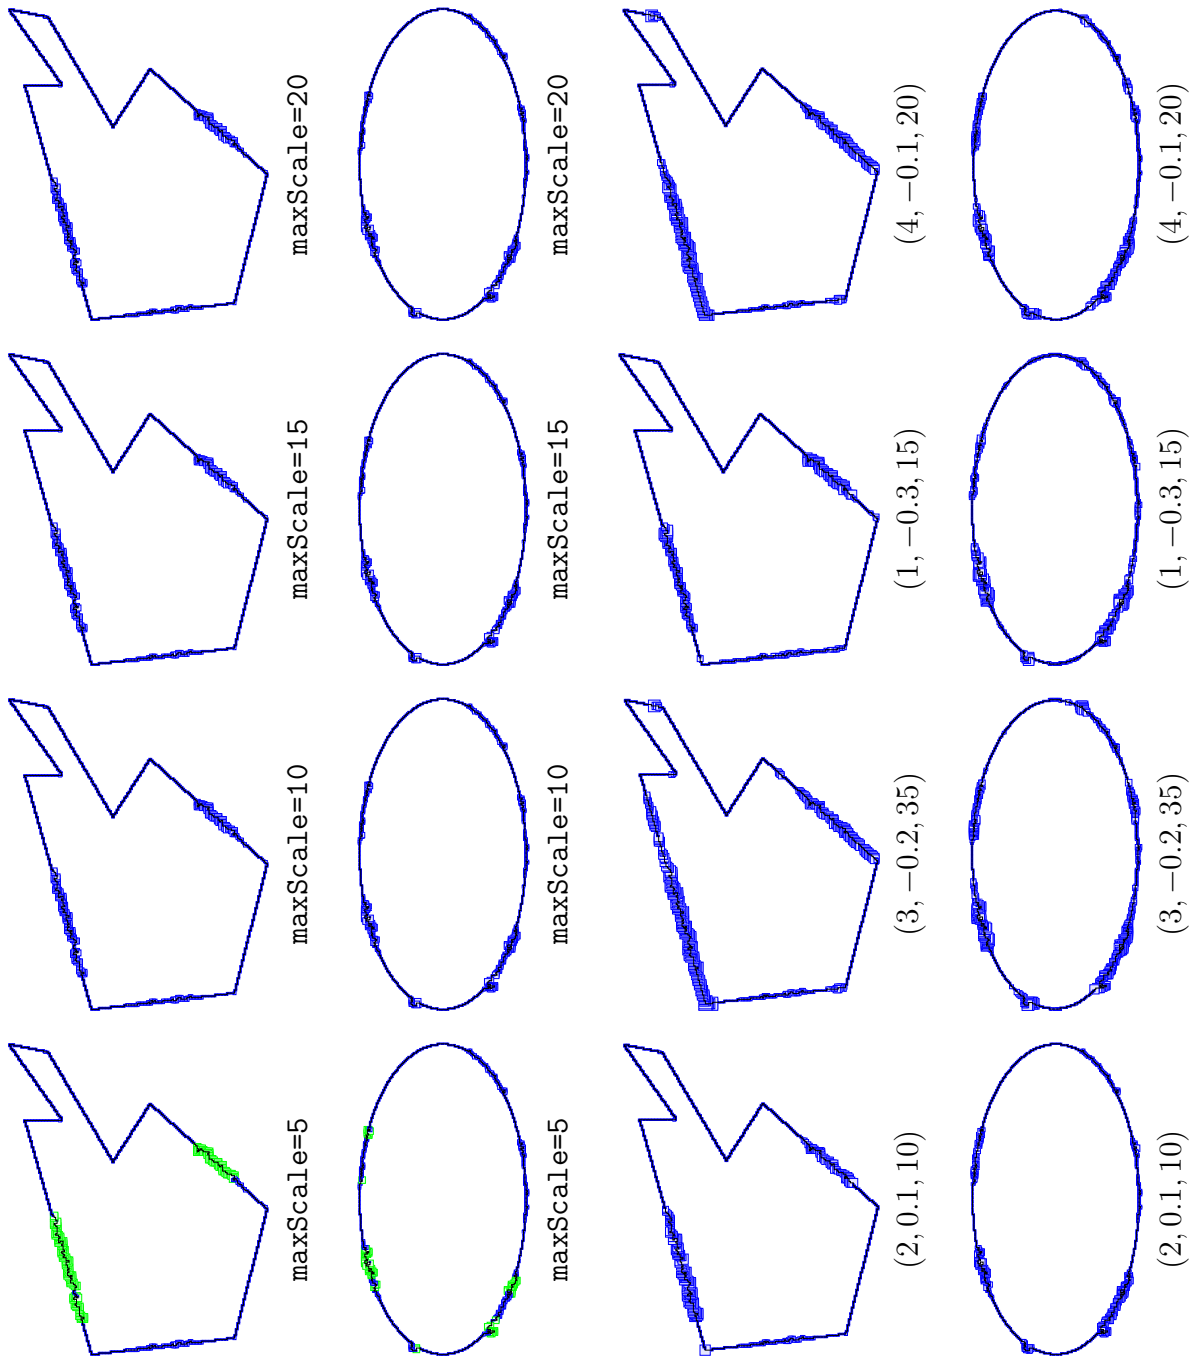 maxScale=5
maxScale=10
maxScale=15
maxScale=20
maxScale=5
maxScale=10
maxScale=15
maxScale=20
(2, 0.1, 10)
(3, −0.2, 35)
(1, −0.3, 15)
(4, −0.1, 20)
(2, 0.1, 10)
(3, −0.2, 35)
(1, −0.3, 15)
(4, −0.1, 20)